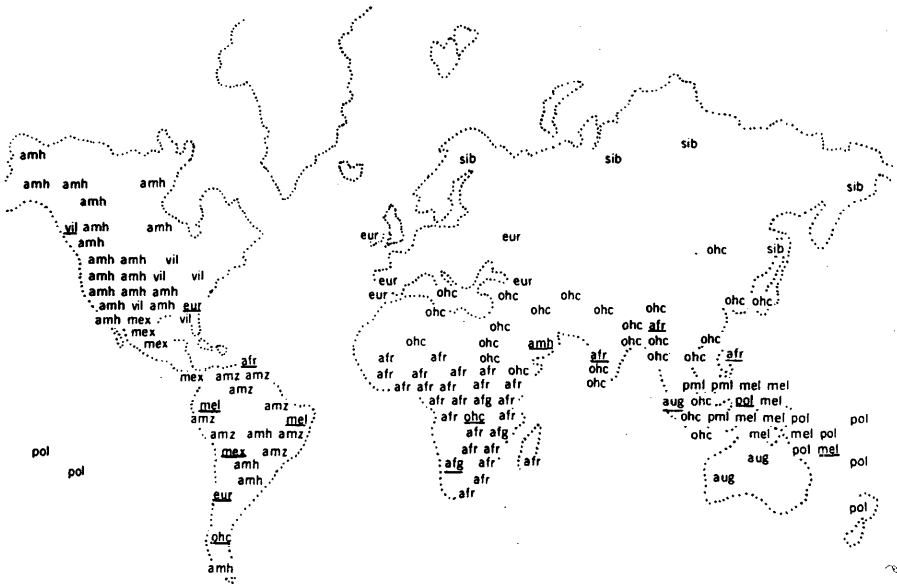 sib
amh sib sib
amh amh amh sib
amh
vil amh amh
eur eur
amh ohc sib
amh amh vil
amh amh vil vil eur eur
amh amh amh eur ohc ohc ohc
amh vil amh eur ohc ohc ohc ohc ohc ohc
amh mex vil ohc ohc afr
mex ohc amh ohc ohc ohc
mex afr afr afr ohc afr ohc ohc afr
mex amz amz afr afr afr afr afr ohc ohc
amz afr afr afr afr afr ohc pml pml mel mel
mel amz afr afr afg afr aug ohc pol mel
amz mel afr ohc afr ohc pml mel mel pol pol
amz amh amz afr afg ohc mel mel pol
pol mex amz afr afr pol mel
pol amh afg afr afr aug pol
amh afr aug
eur afr
pol
ohc
amh